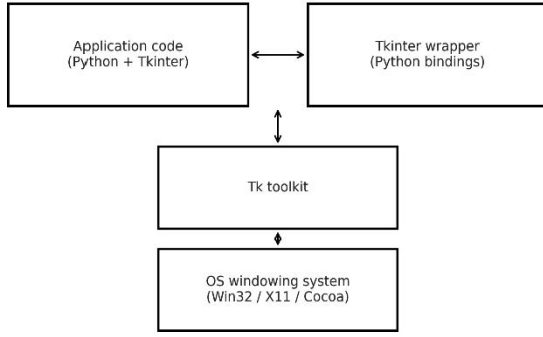 Application code
(Python + Tkinter)
Tkinter wrapper
(Python bindings)
Tk toolkit
OS windowing system
(Win32 / X11 / Cocoa)